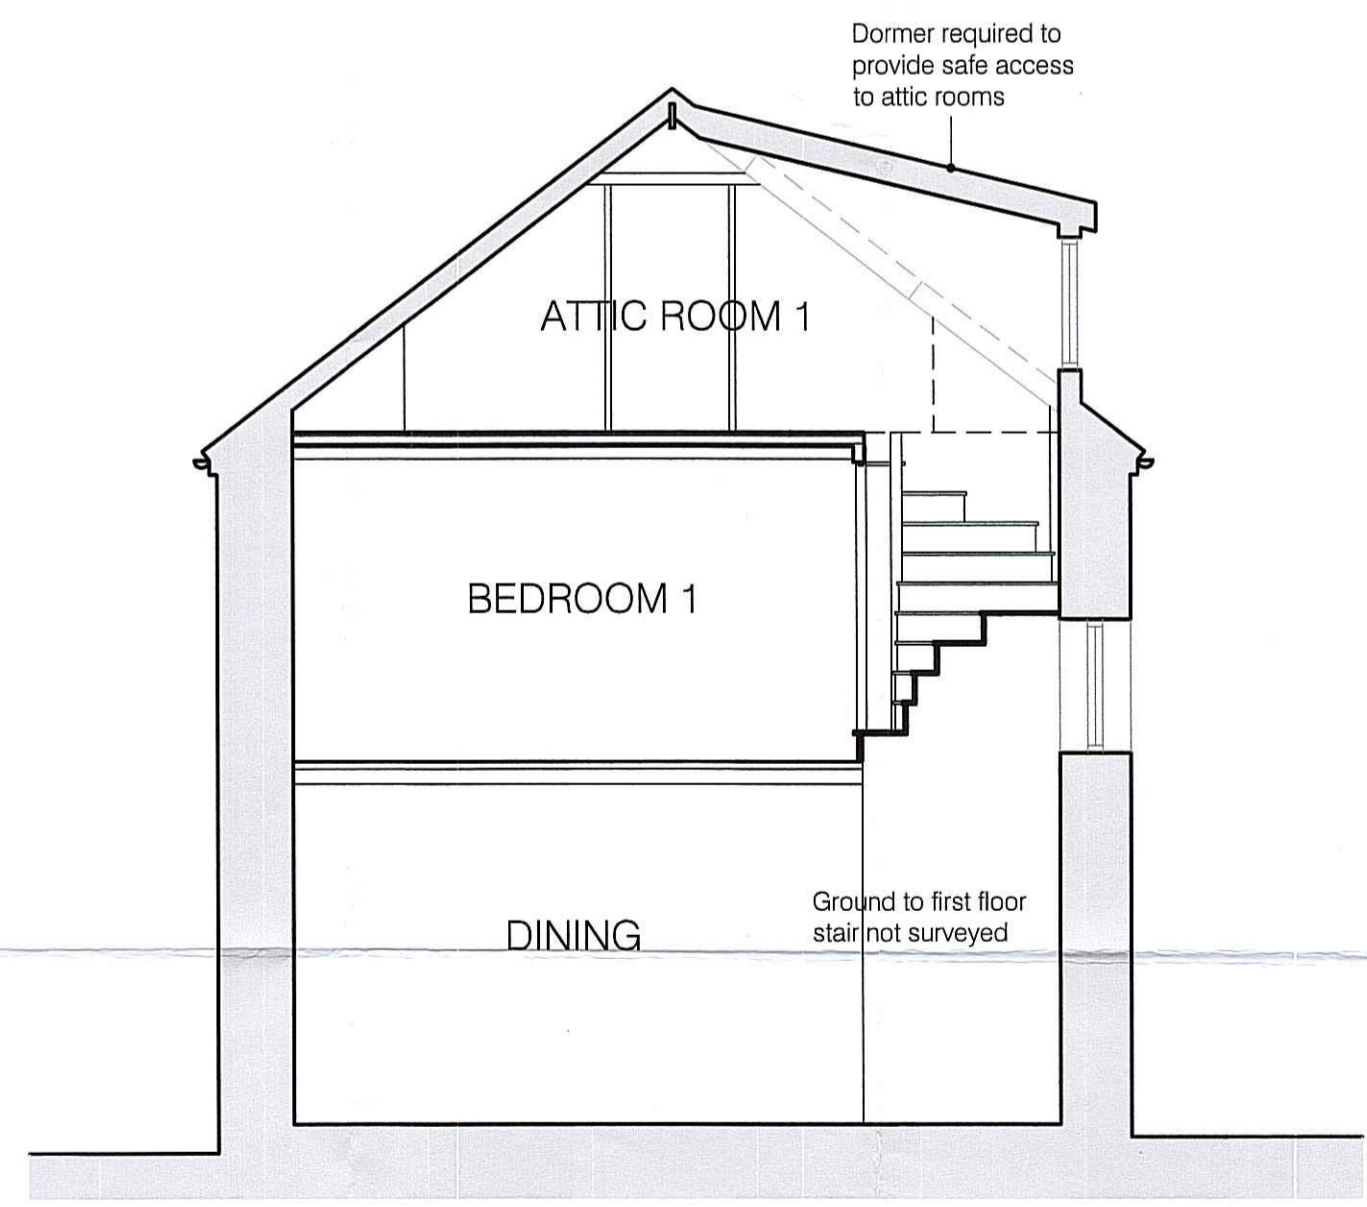 Dormer required to
provide safe access
to attic rooms
ATTIC ROOM 1
BEDROOM 1
Ground to first floor
stair not surveyed
DINING